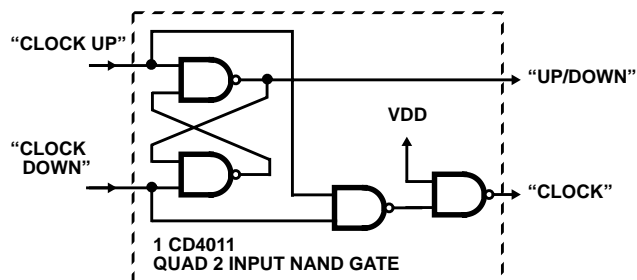 “CLOCK UP”
“UP/DOWN”
VDD
“CLOCK
DOWN”
“CLOCK”
1 CD4011
QUAD 2 INPUT NAND GATE